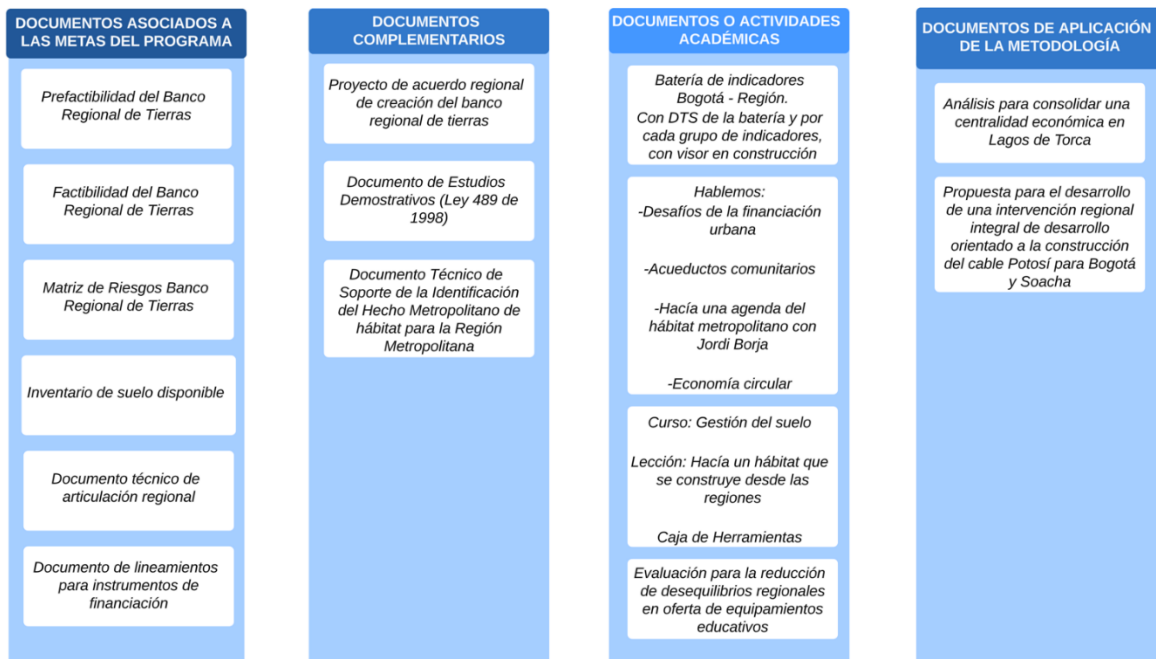 DOCUMENTOS ASOCIADOS A
LAS METAS DEL PROGRAMA
Prefactibilidad del Banco
Regional de Tierras
Factibilidad del Banco
Regional de Tierras
Matriz de Riesgos Banco
Regional de Tierras
Inventario de suelo disponible
Documento técnico de
articulación regional
Documento de lineamientos
para instrumentos de
financiación
DOCUMENTOS
COMPLEMENTARIOS
Proyecto de acuerdo regional
de creación del banco
regional de tierras
Documento de Estudios
Demostrativos (Ley 489 de
1998)
Documento Técnico de
Soporte de la Identificación
del Hecho Metropolitano de
hábitat para la Región
Metropolitana
DOCUMENTOS O ACTIVIDADES
ACADÉMICAS
Batería de indicadores
Bogotá - Región.
Con DTS de la batería y por
cada grupo de indicadores,
con visor en construcción
Hablemos:
-Desafíos de la financiación
urbana
-Acueductos comunitarios
-Hacía una agenda del
hábitat metropolitano con
Jordi Borja
-Economía circular
Curso: Gestión del suelo
Lección: Hacía un hábitat que
se construye desde las
regiones
Caja de Herramientas
Evaluación para la reducción
de desequilibrios regionales
en oferta de equipamientos
educativos
DOCUMENTOS DE APLICACIÓN
DE LA METODOLOGÍA
Análisis para consolidar una
centralidad económica en
Lagos de Torca
Propuesta para el desarrollo
de una intervención regional
integral de desarrollo
orientado a la construcción
del cable Potosí para Bogotá
y Soacha